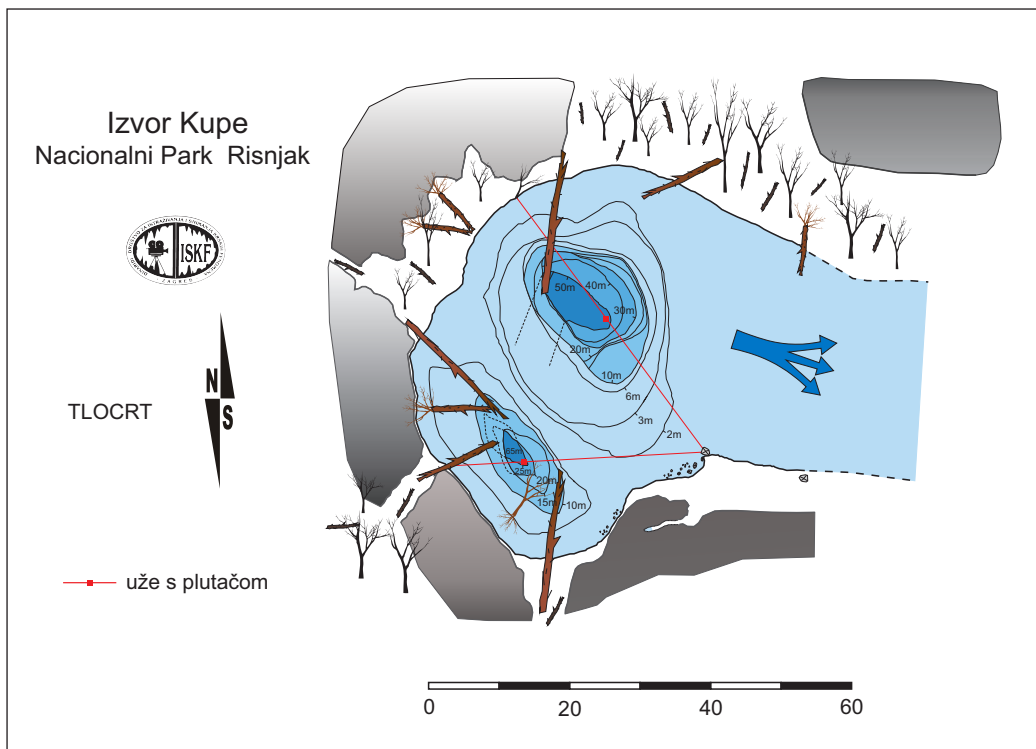 Izvor Kupe
Nacionalni Park Risnjak
ISKF
ZAGREB
N
S
TLOCRT
50m
40m
30m
20m
10m
6m
3m
2m
65m
25m
20m
15m
10m
uže s plutačom
0 20 40 60